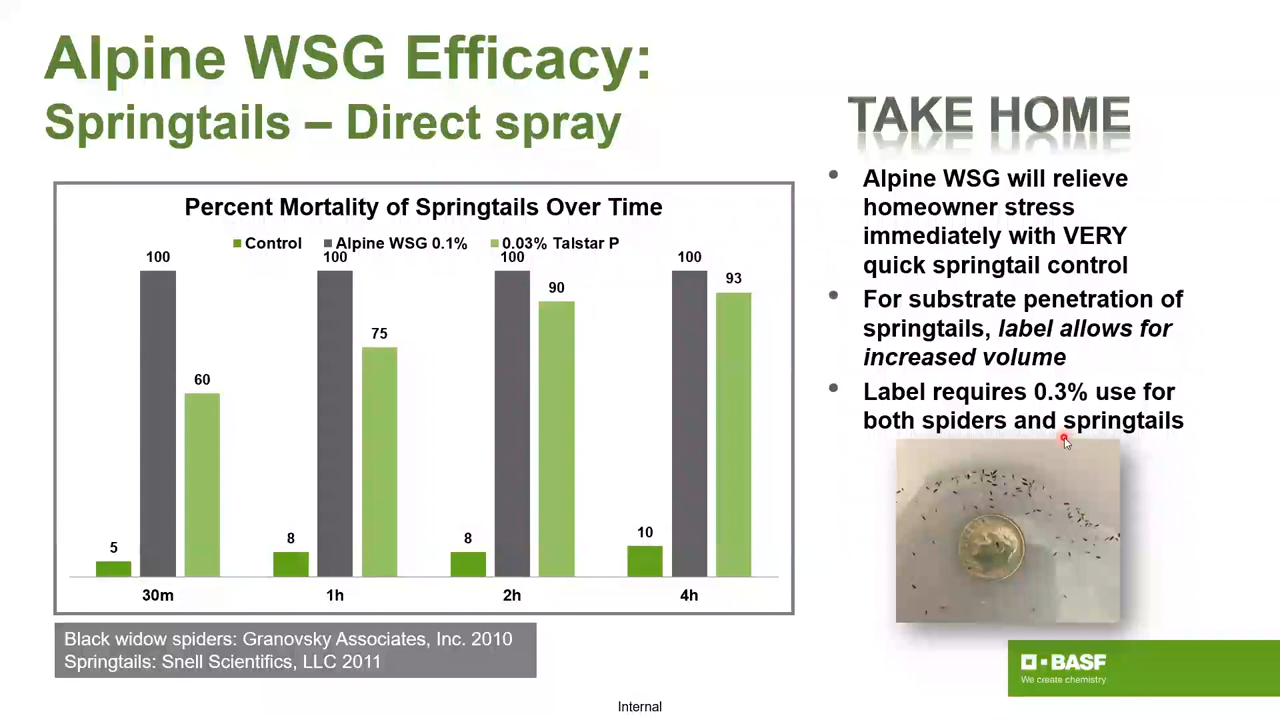 Alpine WSG Efficacy:
Springtails – Direct spray
TAKE HOME
Percent Mortality of Springtails Over Time
Control Alpine WSG 0.1% 0.03% Talstar P
100 100 100 100
93
90
75
60
5 8 8 10
30m 1h 2h 4h
Black widow spiders: Granovsky Associates, Inc. 2010
Springtails: Snell Scientifics, LLC 2011
• Alpine WSG will relieve
homeowner stress
immediately with VERY
quick springtail control
• For substrate penetration of
springtails, label allows for
increased volume
• Label requires 0.3% use for
both spiders and springtails
BASF
We create chemistry
Internal